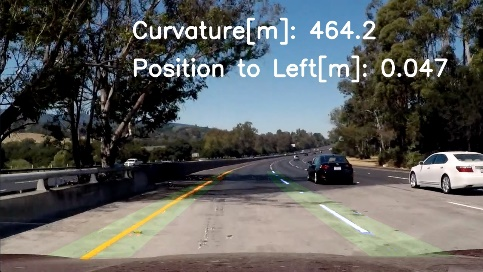 Curvature[m]: 464.2
Position to Left[m]: 0.047